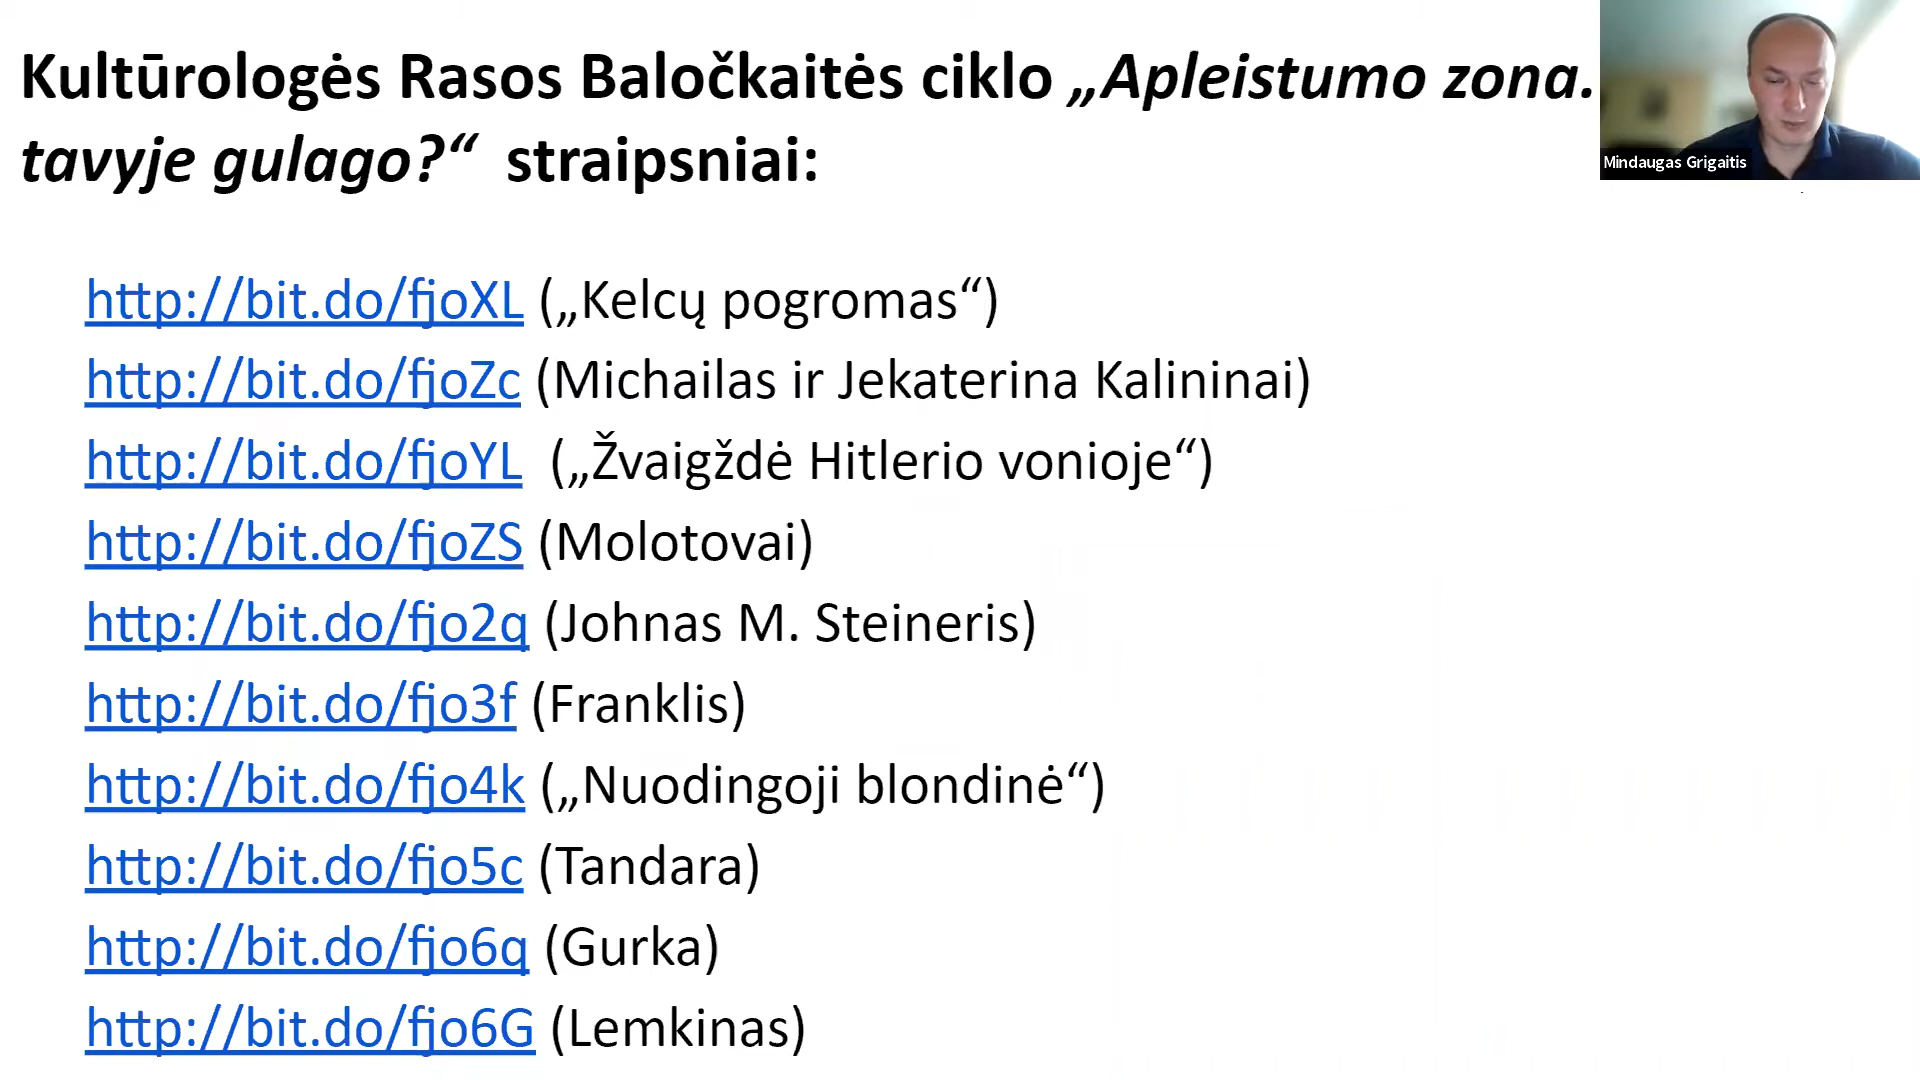 Kultūrologės Rasos Baločkaitės ciklo „Apleistumo zona.
tavyje gulago?“ straipsniai:
Mindaugas Grigaitis
http://bit.do/fjoXL („Kelcų pogromas“)
http://bit.do/fjoZc (Michailas ir Jekaterina Kalininai)
http://bit.do/fjoYL („Žvaigždė Hitlerio vonioje“)
http://bit.do/fjoZS (Molotovai)
http://bit.do/fjo2q (Johnas M. Steineris)
http://bit.do/fjo3f (Franklis)
http://bit.do/fjo4k („Nuodingoji blondinė“)
http://bit.do/fjo5c (Tandara)
http://bit.do/fjo6q (Gurka)
http://bit.do/fjo6G (Lemkinas)